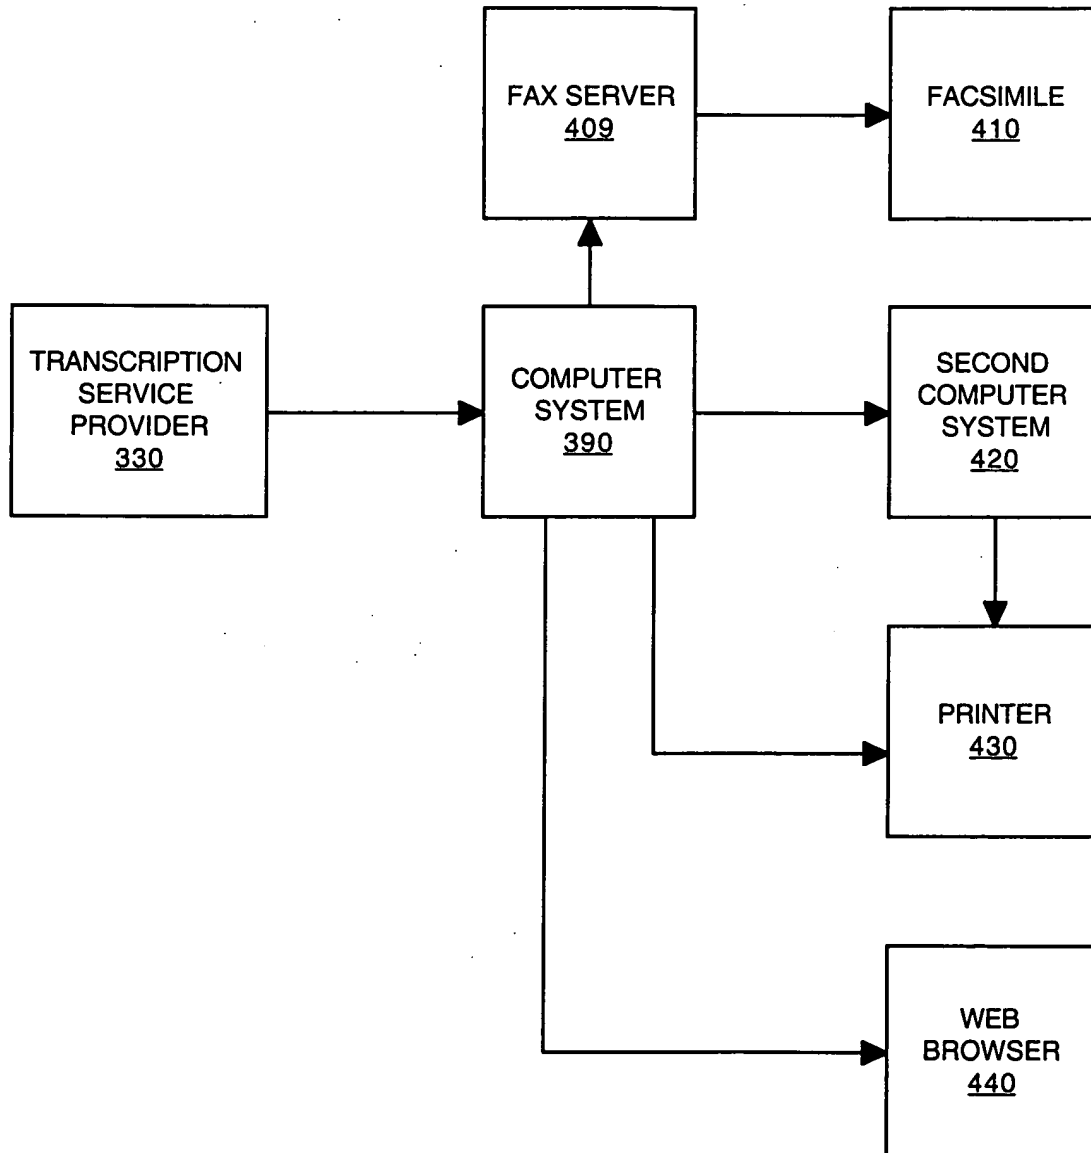 FAX SERVER
409
FACSIMILE
410
TRANSCRIPTION
SERVICE
PROVIDER
330
COMPUTER
SYSTEM
390
SECOND
COMPUTER
SYSTEM
420
PRINTER
430
WEB
BROWSER
440